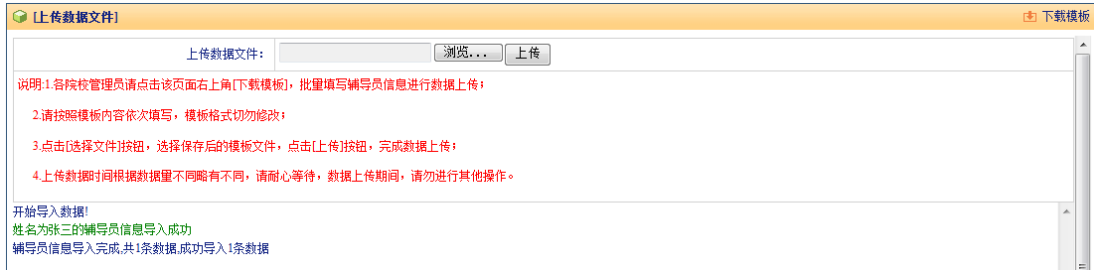 [上传数据文件] 下载模板
上传数据文件： 浏览... 上传
说明:1.各院校管理员请点击该页面右上角[下载模板]，批量填写辅导员信息进行数据上传；
2.请按照模板内容依次填写，模板格式切勿修改；
3.点击[选择文件]按钮，选择保存后的模板文件，点击[上传]按钮，完成数据上传；
4.上传数据时间根据数据量不同略有不同，请耐心等待，数据上传期间，请勿进行其他操作。
开始导入数据!
姓名为张三的辅导员信息导入成功
辅导员信息导入完成,共1条数据,成功导入1条数据